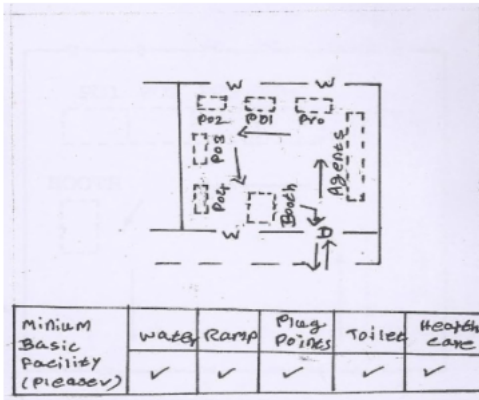 W W
PO2 PO1 Pro
PO3
PO4
Agents
Booth
W D
Minium Basic Facility (Pleasev)
water Ramp Plug Points Toilet Health care
✓ ✓ ✓ ✓ ✓